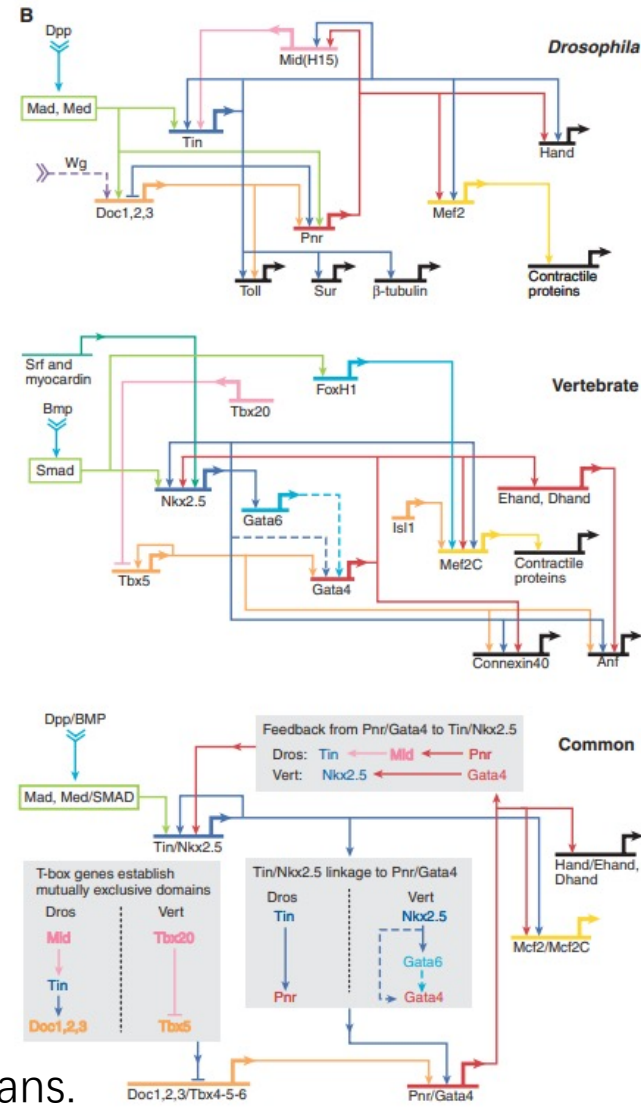 B
Dpp
Drosophila
Mid(H15)
Mad, Med
Tin
Hand
Wg
Doc1,2,3
Mef2
Pnr
Toll
Sur
β-tubulin
Contractile
proteins
Srf and
myocardin
FoxH1
Vertebrate
Tbx20
Bmp
Smad
Nkx2.5
Ehand, Dhand
Gata6
Isl1
Mef2C
Contractile
proteins
Tbx5
Gata4
Connexin40
Anf
Dpp/BMP
Feedback from Pnr/Gata4 to Tin/Nkx2.5
Common
Dros: Tin Mid Pnr
Vert: Nkx2.5 Gata4
Mad, Med/SMAD
Tin/Nkx2.5
Hand/Ehand,
Dhand
T-box genes establish
mutually exclusive domains
Dros Vert
Mid Tbx20
Tin
Doc1,2,3 Tbx5
Tin/Nkx2.5 linkage to Pnr/Gata4
Dros Vert
Tin Nkx2.5
Gata6
Pnr Gata4
Mcf2/Mcf2C
ans.
Doc1,2,3/Tbx4-5-6
Pnr/Gata4